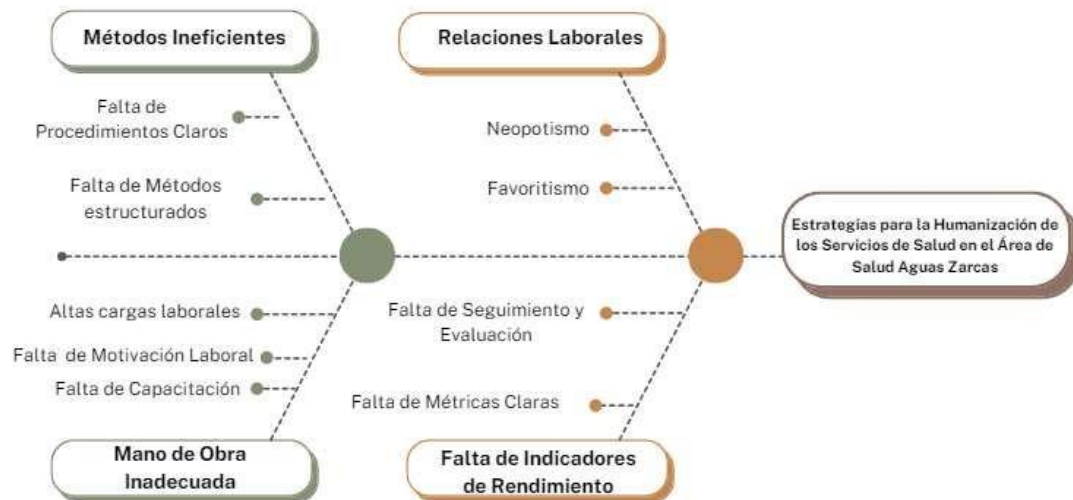 Métodos Ineficientes
Relaciones Laborales
Falta de
Procedimientos Claros
Neopotismo
Falta de Métodos
estructurados
Favoritismo
Estrategias para la Humanización de
los Servicios de Salud en el Área de
Salud Aguas Zarcas
Altas cargas laborales
Falta de Seguimiento y
Evaluación
Falta de Motivación Laboral
Falta de Capacitación
Falta de Métricas Claras
Mano de Obra
Inadecuada
Falta de Indicadores
de Rendimiento